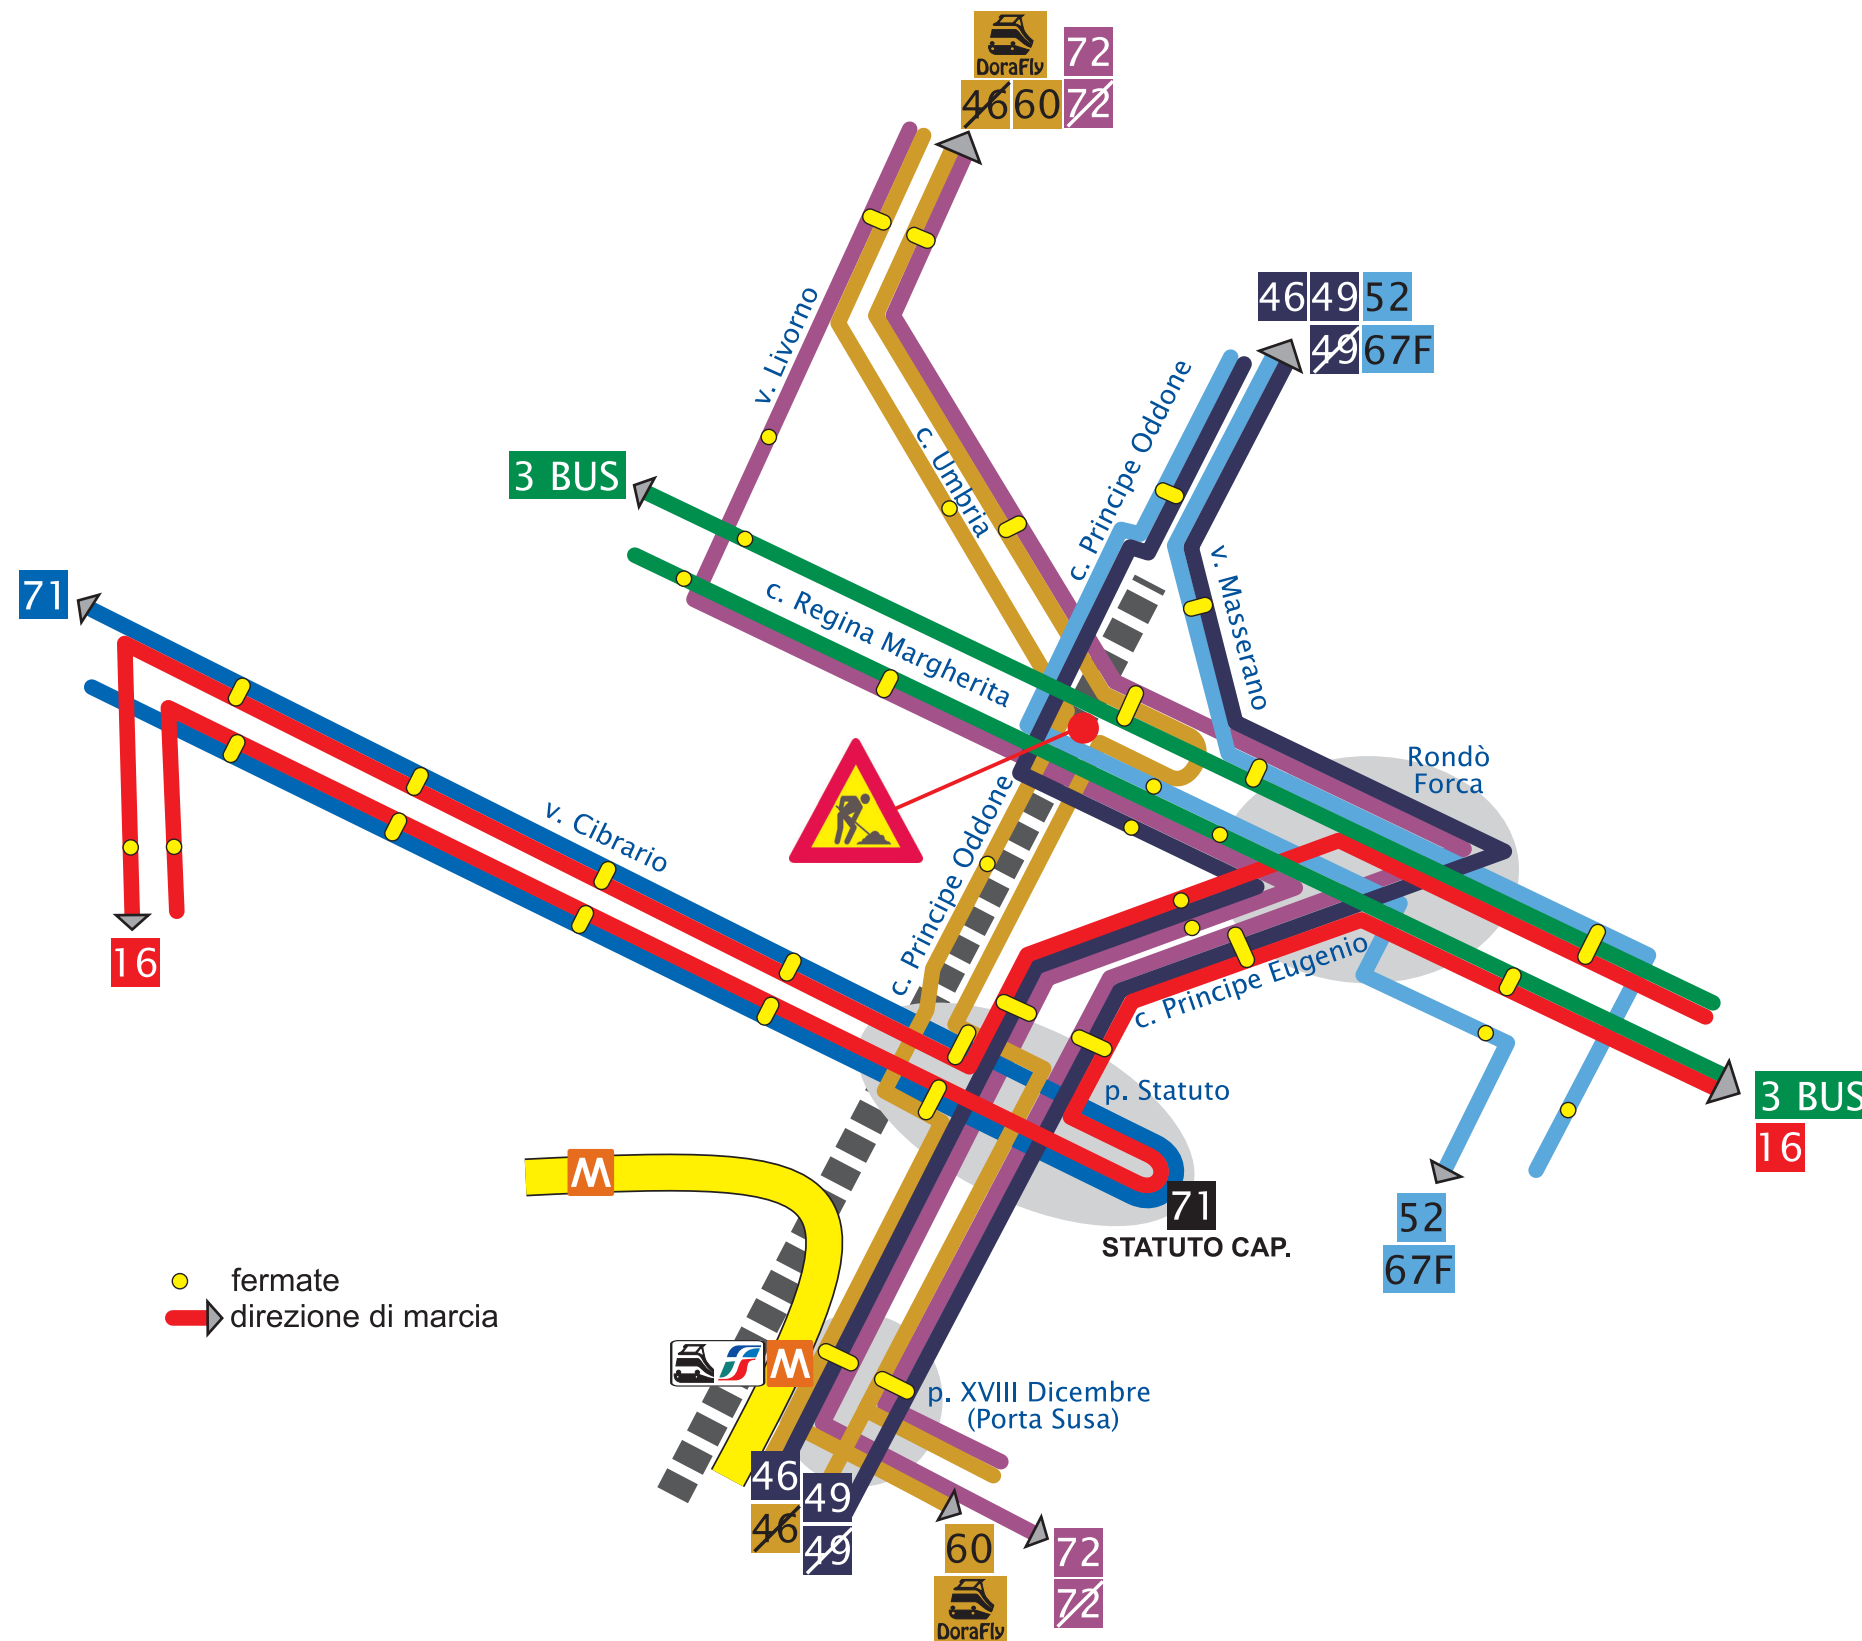 DoraFly
72
46 60 72
46 49 52
49 67F
v. Livorno
c. Umbria
c. Principe Oddone
3 BUS
v. Masserano
71
c. Regina Margherita
Rondò
Forca
v. Cibrario
c. Principe Oddone
16
c. Principe Eugenio
p. Statuto
3 BUS
16
M
71
STATUTO CAP.
52
67F
fermate
direzione di marcia
M
p. XVIII Dicembre
(Porta Susa)
46
49
46
49
60
DoraFly
72
72